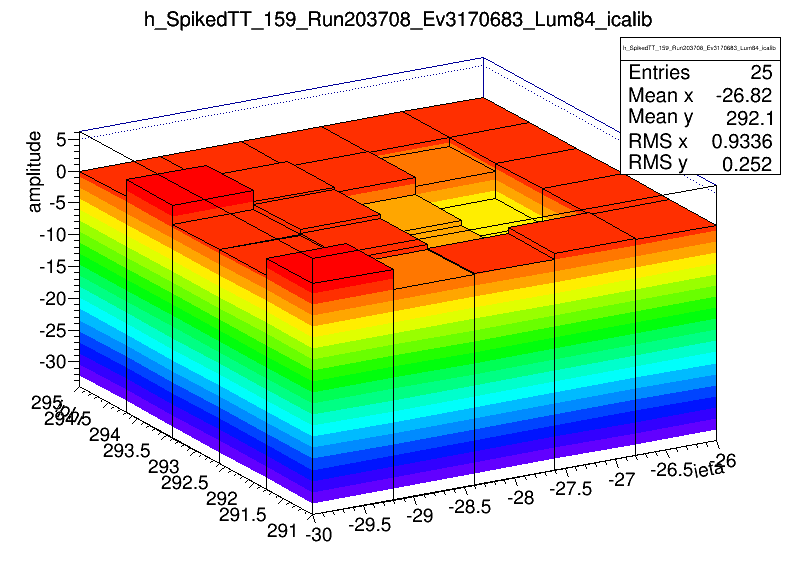 h_SpikedTT_159_Run203708_Ev3170683_Lum84_icalib
h_SpikedTT_159_Run203708_Ev3170683_Lum84_icalib
Entries 25
Mean x -26.82
Mean y 292.1
RMS x 0.9336
RMS y 0.252
amplitude
5
0
-5
-10
-15
-20
-25
-30
295
294.5
294
293.5
293
292.5
292
291.5
291
-30
-29.5
-29
-28.5
-28
-27.5
-27
-26.5
-26
ieta